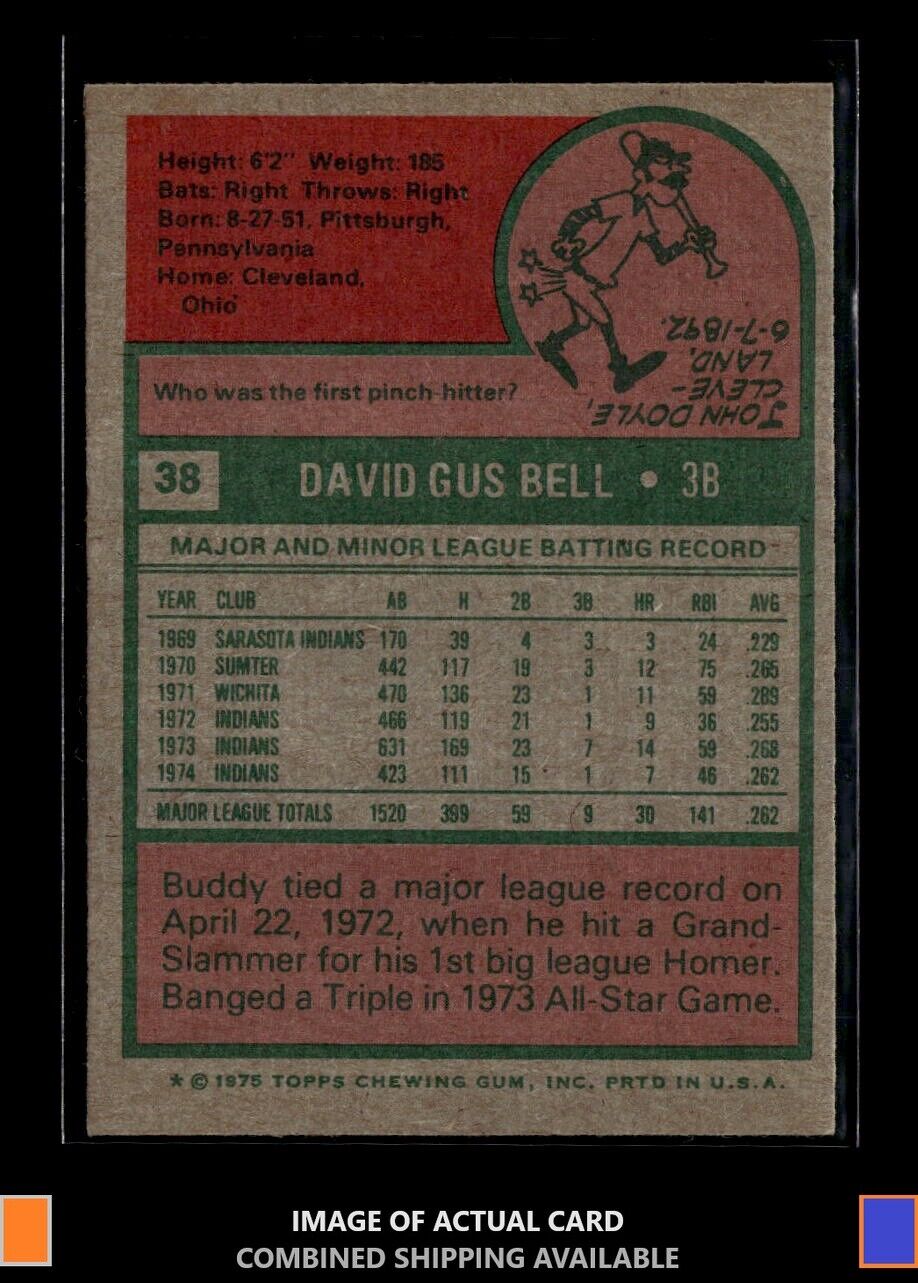 Height: 6'2" Weight: 185
Bats: Right Throws: Right
Born: 8-27-51, Pittsburgh,
Pennsylvania
Home: Cleveland,
Ohio
Who was the first pinch-hitter?
JOHN DOYLE,
CLEVE-
LAND,
6-7-1892.
38 DAVID GUS BELL • 3B
MAJOR AND MINOR LEAGUE BATTING RECORD
YEAR CLUB AB H 2B 3B HR RBI AVG
1969 SARASOTA INDIANS 170 39 4 3 3 24 .229
1970 SUMTER 442 117 19 3 12 75 .265
1971 WICHITA 470 136 23 1 11 59 .289
1972 INDIANS 466 119 21 1 9 36 .255
1973 INDIANS 631 169 23 7 14 59 .268
1974 INDIANS 423 111 15 1 7 46 .262
MAJOR LEAGUE TOTALS 1520 399 59 9 30 141 .262
Buddy tied a major league record on
April 22, 1972, when he hit a Grand-
Slammer for his 1st big league Homer.
Banged a Triple in 1973 All-Star Game.
* © 1975 TOPPS CHEWING GUM, INC. PRTD IN U.S.A.
IMAGE OF ACTUAL CARD
COMBINED SHIPPING AVAILABLE